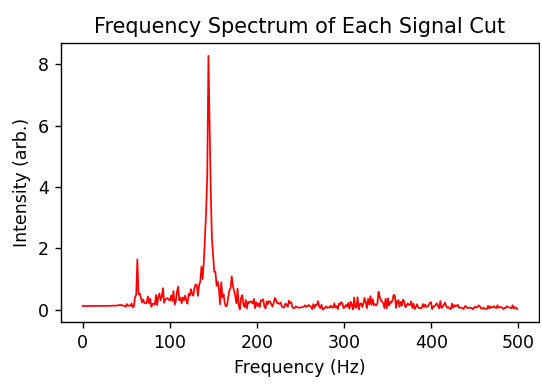 Frequency Spectrum of Each Signal Cut
8
6
4
2
0
Intensity (arb.)
0 100 200 300 400 500
Frequency (Hz)